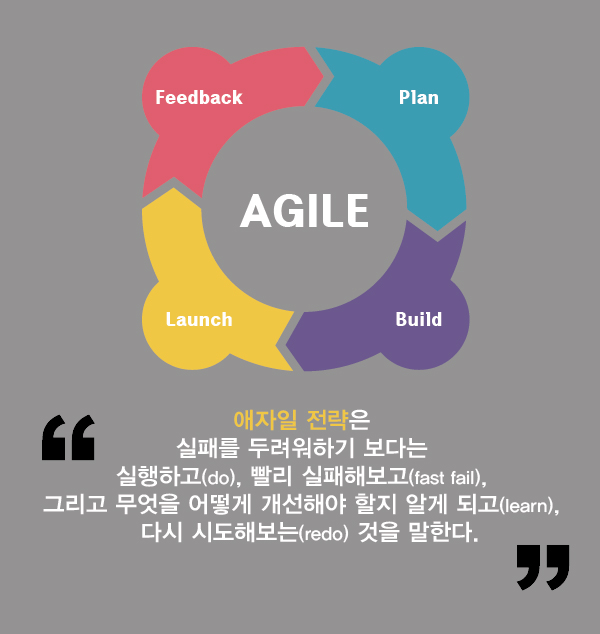 Feedback
Plan
AGILE
Launch
Build
❝
애자일 전략은
실패를 두려워하기 보다는
실행하고(do), 빨리 실패해보고(fast fail),
그리고 무엇을 어떻게 개선해야 할지 알게 되고(learn),
다시 시도해보는(redo) 것을 말한다.
❞